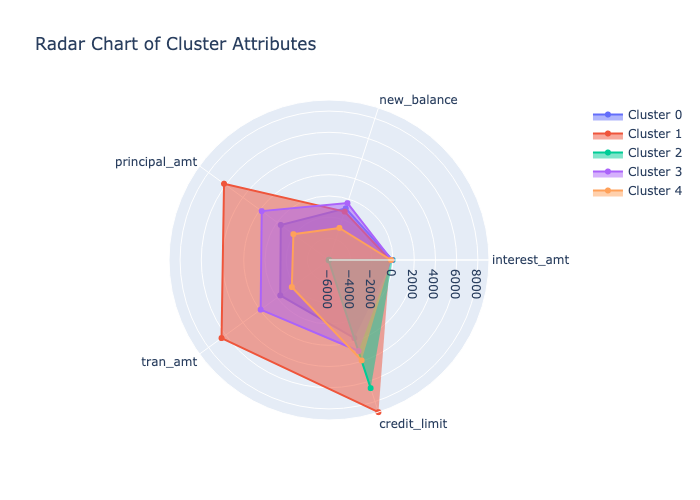 Radar Chart of Cluster Attributes
new_balance
Cluster 0
Cluster 1
Cluster 2
Cluster 3
Cluster 4
principal_amt
interest_amt
−6000
−4000
−2000
0
2000
4000
6000
8000
tran_amt
credit_limit